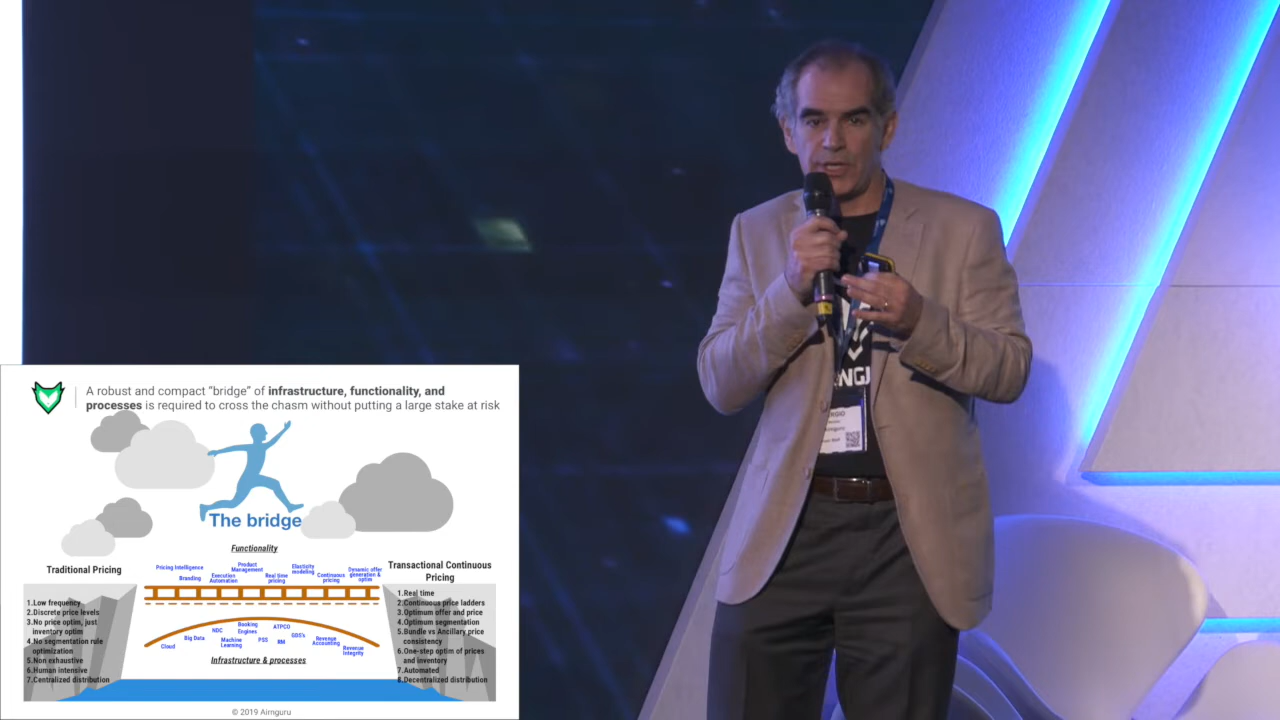 A robust and compact “bridge” of infrastructure, functionality, and
processes is required to cross the chasm without putting a large stake at risk
The bridge
Functionality
Traditional Pricing
Transactional Continuous
Pricing
Pricing Intelligence
Branding
Execution
Automation
Product
Management
Real time
pricing
Elasticity
modeling
Continuous
pricing
Dynamic offer
generation &
optim
1.Low frequency
2.Discrete price levels
3.No price optim, just
inventory optim
4.No segmentation rule
optimization
5.Non exhaustive
6.Human intensive
7.Centralized distribution
Cloud
Big Data
NDC
Machine
Learning
Booking
Engines
PSS
ATPCO
RM
GDS's
Revenue
Accounting
Revenue
Integrity
Infrastructure & processes
1.Real time
2.Continuous price ladders
3.Optimum offer and price
4.Optimum segmentation
5.Bundle vs Ancillary price
consistency
6.One-step optim of prices
and inventory
7.Automated
8.Decentralized distribution
© 2019 Airnguru